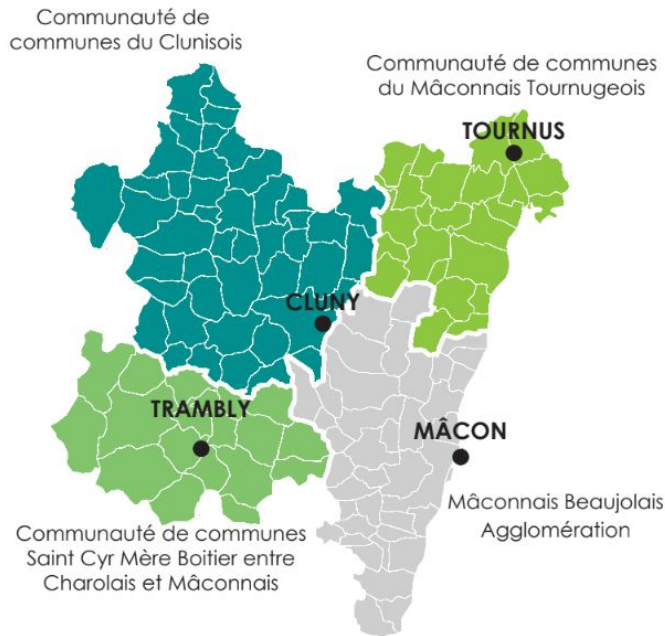 Communauté de
communes du Clunisois
Communauté de communes
du Mâconnais Tournugeois
TOURNUS
CLUNY
TRAMBLY
MÂCON
Mâconnais Beaujolais
Agglomération
Communauté de communes
Saint Cyr Mère Boitier entre
Charolais et Mâconnais